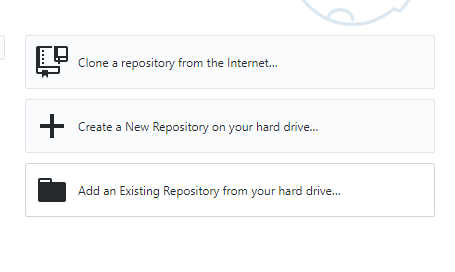 Clone a repository from the Internet...
Create a New Repository on your hard drive...
Add an Existing Repository from your hard drive...